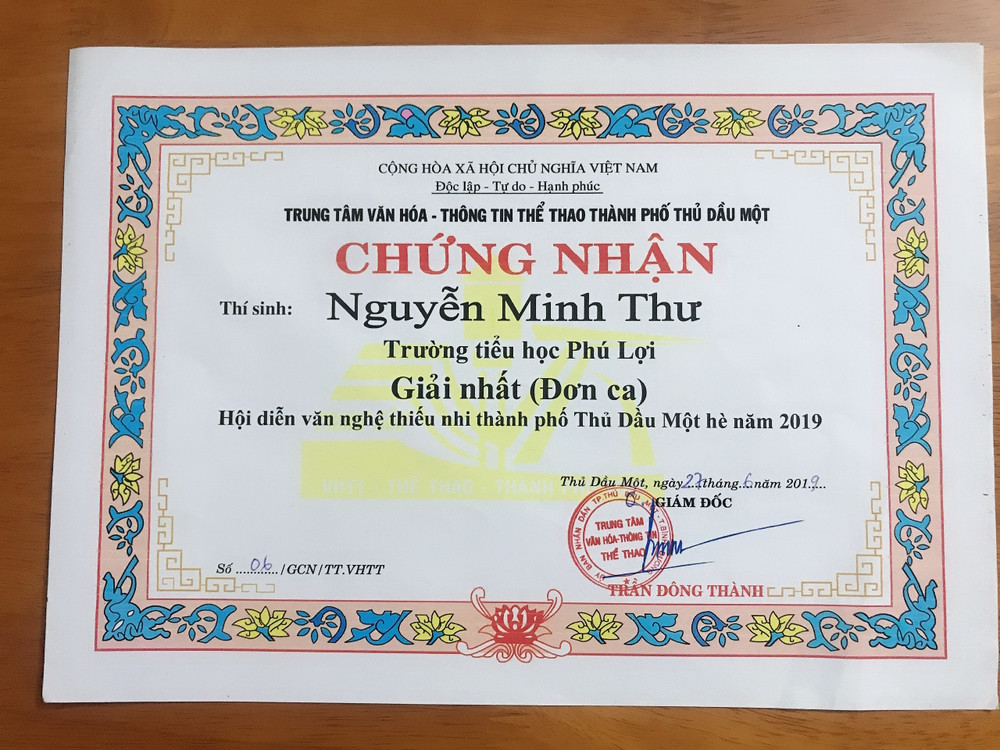 CỘNG HÒA XÃ HỘI CHỦ NGHĨA VIỆT NAM
Độc lập - Tự do - Hạnh phúc
TRUNG TÂM VĂN HÓA - THÔNG TIN THỂ THAO THÀNH PHỐ THỦ DẦU MỘT
CHỨNG NHẬN
Thí sinh: Nguyễn Minh Thư
Trường tiểu học Phú Lợi
Giải nhất (Đơn ca)
Hội diễn văn nghệ thiếu nhi thành phố Thủ Dầu Một hè năm 2019
Thủ Dầu Một, ngày 27 tháng 6 năm 2019
GIÁM ĐỐC
TRUNG TÂM
VĂN HÓA-THÔNG TIN
THỂ THAO
Số 06 /GCN/TT.VHTT
TRẦN ĐÔNG THÀNH